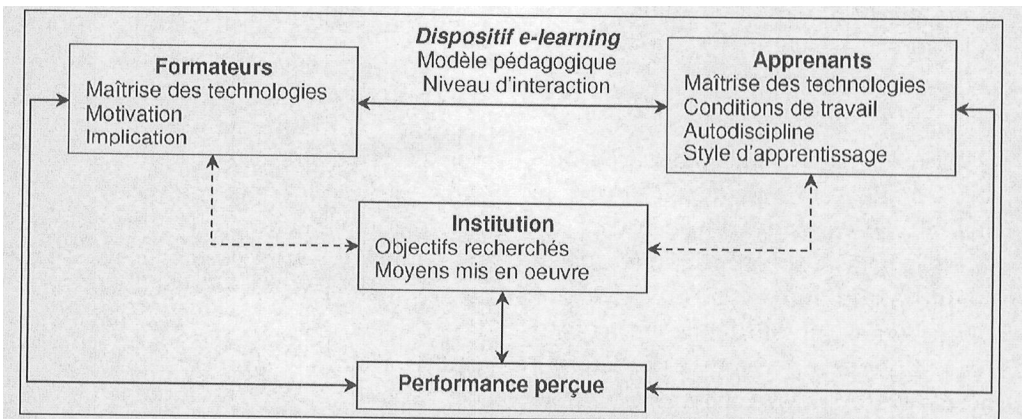 Dispositif e-learning
Modèle pédagogique
Niveau d'interaction
Formateurs
Maîtrise des technologies
Motivation
Implication
Apprenants
Maîtrise des technologies
Conditions de travail
Autodiscipline
Style d'apprentissage
Institution
Objectifs recherchés
Moyens mis en oeuvre
Performance perçue